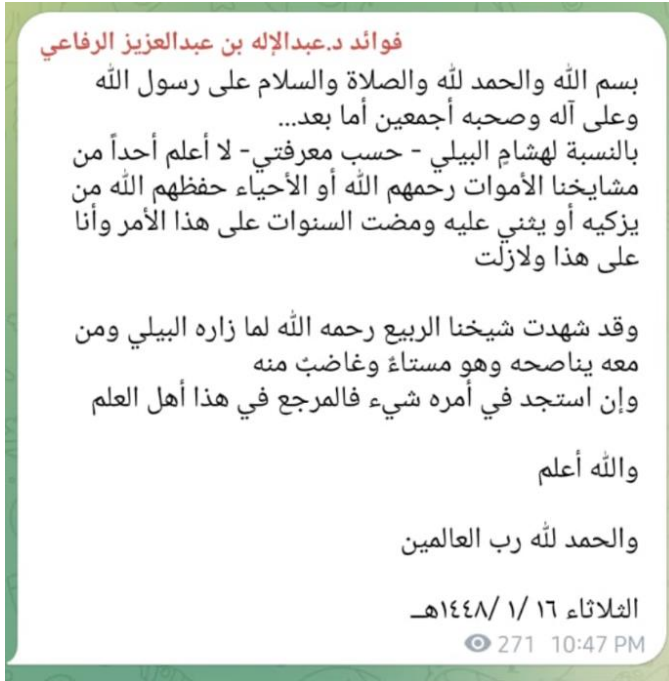 فوائد د.عبدالإله بن عبدالعزيز الرفاعي
بسم الله والحمد لله والصلاة والسلام على رسول الله
وعلى آله وصحبه أجمعين أما بعد...
بالنسبة لهشامِ البيلي - حسب معرفتي- لا أعلم أحداً من
مشايخنا الأموات رحمهم الله أو الأحياء حفظهم الله من
يزكيه أو يثني عليه ومضت السنوات على هذا الأمر وأنا
على هذا ولازلت
وقد شهدت شيخنا الربيع رحمه الله لما زاره البيلي ومن
معه يناصحه وهو مستاءٌ وغاضبٌ منه
وإن استجد في أمره شيء فالمرجع في هذا أهل العلم
والله أعلم
والحمد لله رب العالمين
الثلاثاء ١٦ /١ /١٤٤٨هـ
271 10:47 PM